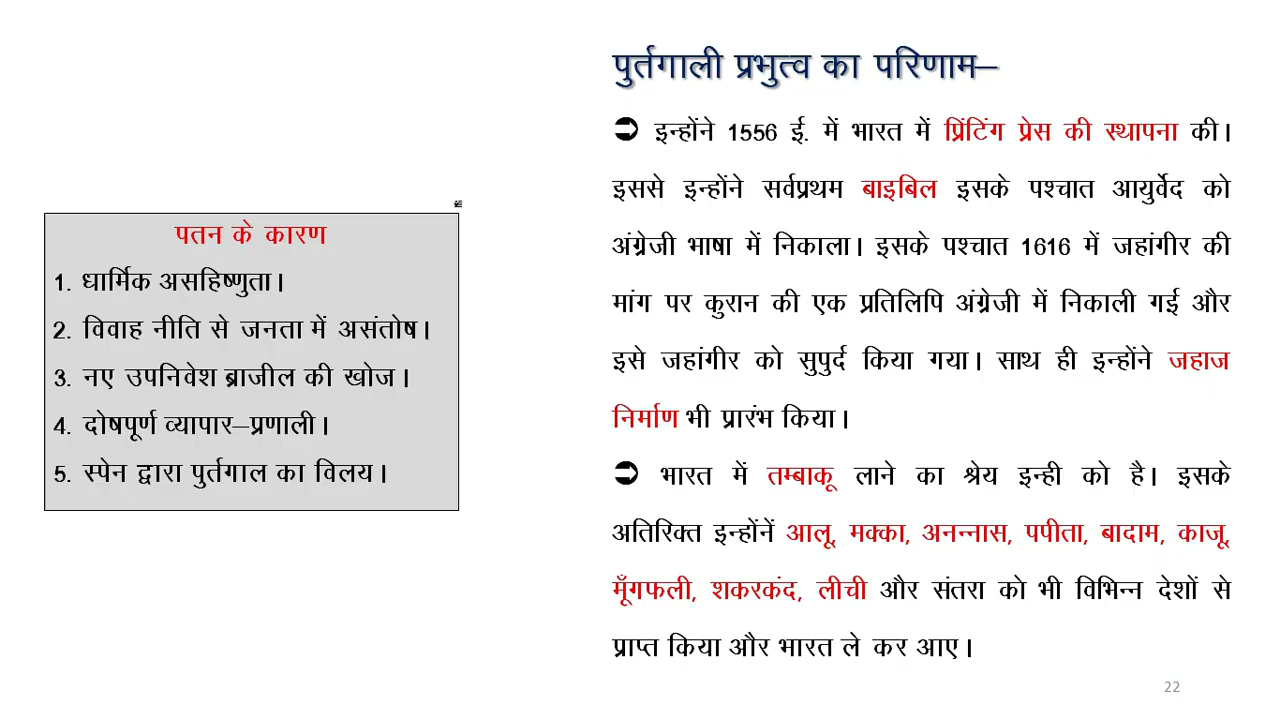 पतन के कारण
1. धार्मिक असहिष्णुता।
2. विवाह नीति से जनता में असंतोष।
3. नए उपनिवेश ब्राजील की खोज।
4. दोषपूर्ण व्यापार–प्रणाली।
5. स्पेन द्वारा पुर्तगाल का विलय।
पुर्तगाली प्रभुत्व का परिणाम–
➲ इन्होंने 1556 ई. में भारत में प्रिंटिंग प्रेस की स्थापना की।
इससे इन्होंने सर्वप्रथम बाइबिल इसके पश्चात आयुर्वेद को
अंग्रेजी भाषा में निकाला। इसके पश्चात 1616 में जहांगीर की
मांग पर कुरान की एक प्रतिलिपि अंग्रेजी में निकाली गई और
इसे जहांगीर को सुपुर्द किया गया। साथ ही इन्होंने जहाज
निर्माण भी प्रारंभ किया।
➲ भारत में तम्बाकू लाने का श्रेय इन्ही को है। इसके
अतिरिक्त इन्होंनें आलू, मक्का, अनन्नास, पपीता, बादाम, काजू,
मूँगफली, शकरकंद, लीची और संतरा को भी विभिन्न देशों से
प्राप्त किया और भारत ले कर आए।
22